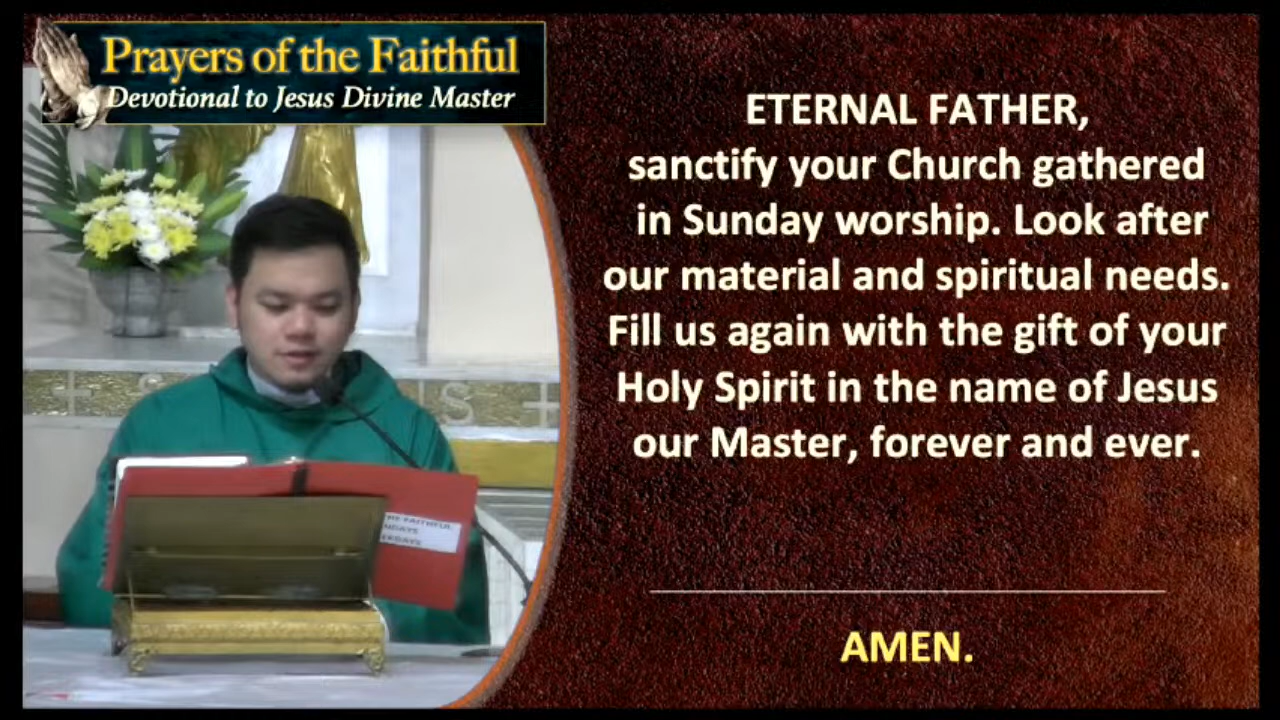 Prayers of the Faithful
Devotional to Jesus Divine Master
ETERNAL FATHER,
sanctify your Church gathered
in Sunday worship. Look after
our material and spiritual needs.
Fill us again with the gift of your
Holy Spirit in the name of Jesus
our Master, forever and ever.
AMEN.
THE FAITHFUL